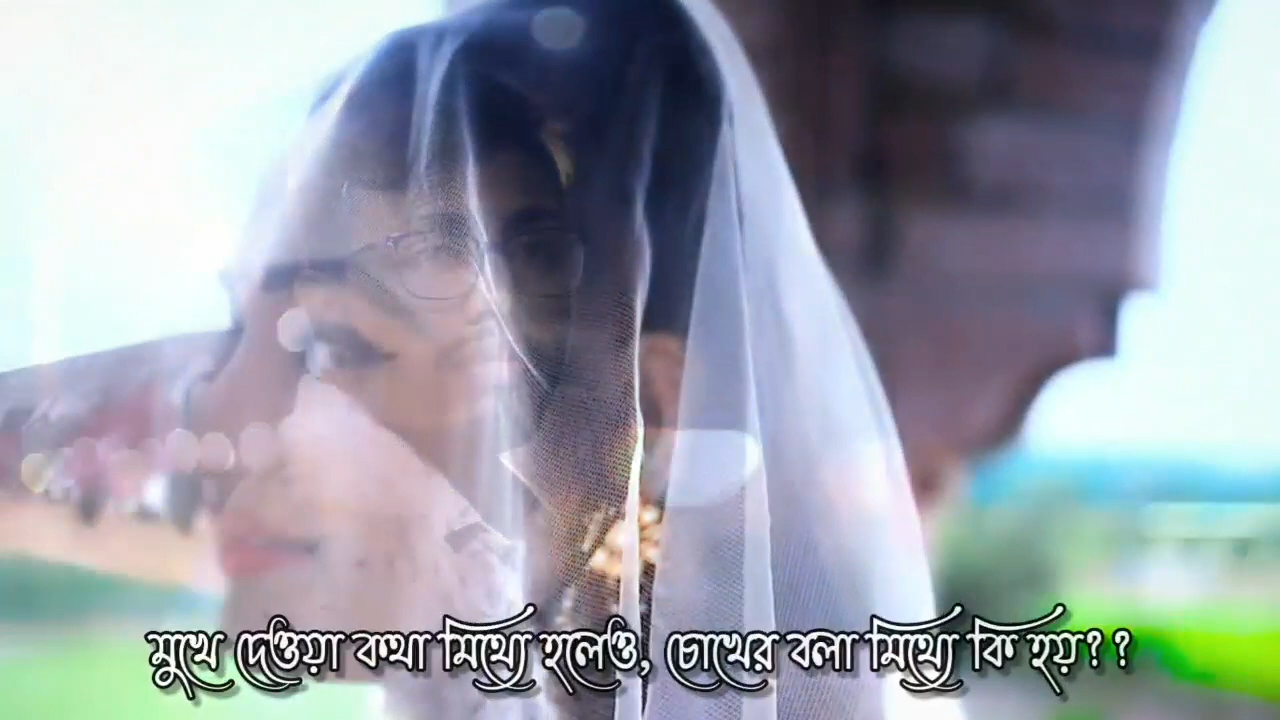 মুখে দেওয়া কথা মিথ্যে হলেও, চোখের বলা মিথ্যে কি হয়??